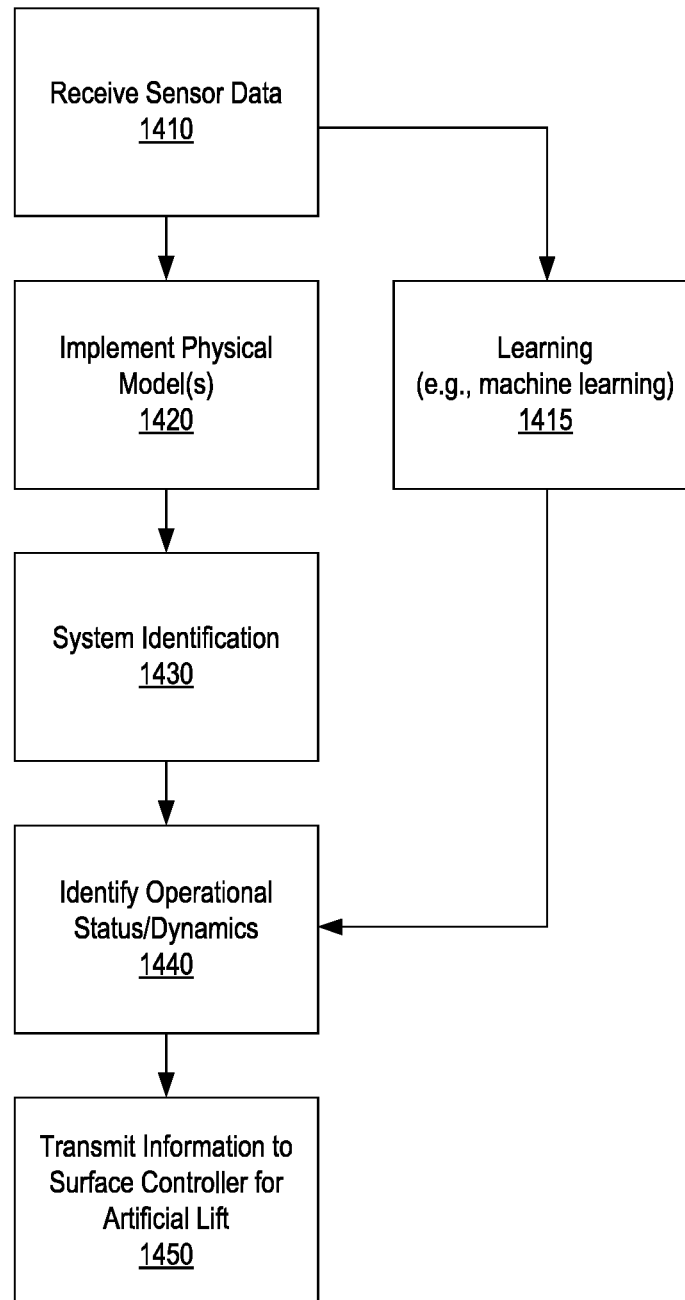 Receive Sensor Data
1410
Implement Physical
Model(s)
1420
Learning
(e.g., machine learning)
1415
System Identification
1430
Identify Operational
Status/Dynamics
1440
Transmit Information to
Surface Controller for
Artificial Lift
1450